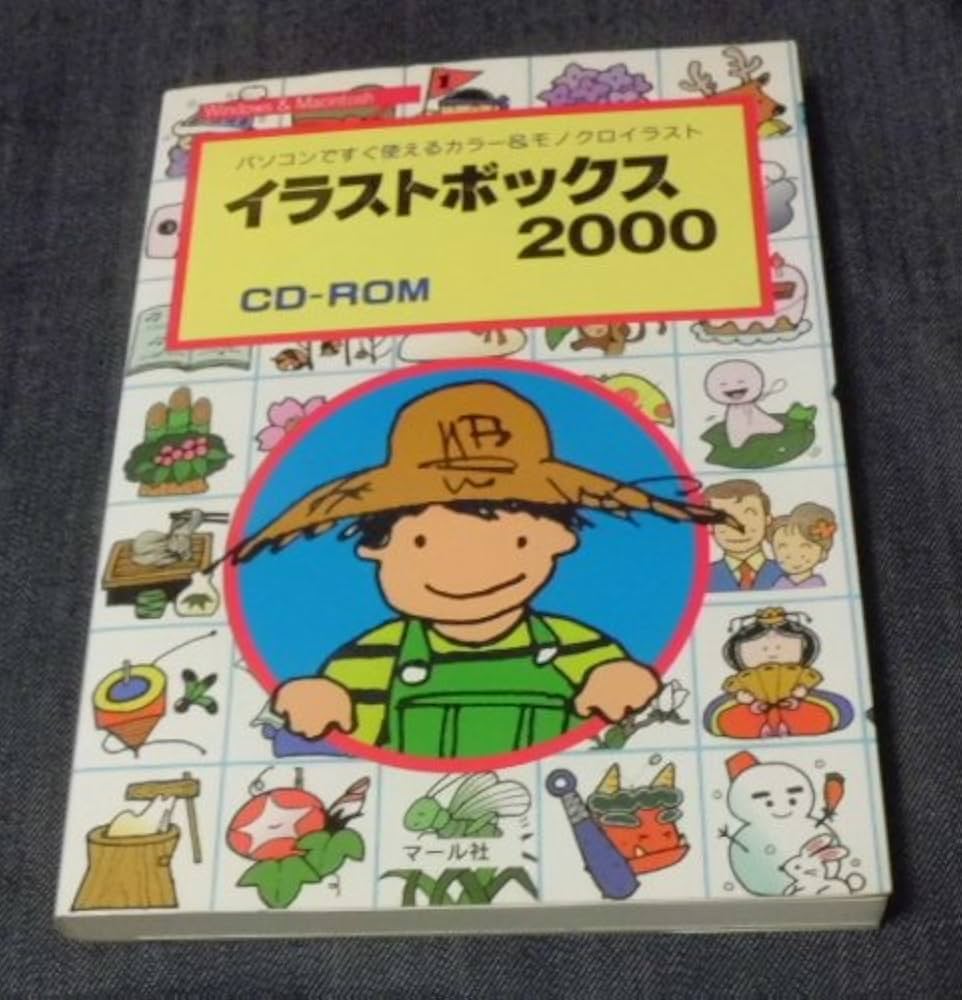 Windows & Macintosh
1
パソコンですぐ使えるカラー&モノクロイラスト
イラストボックス
2000
CD-ROM
マール社